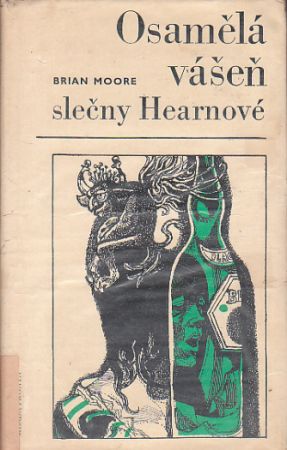 Osamělá
BRIAN MOORE
vášeň
slečny Hearnové